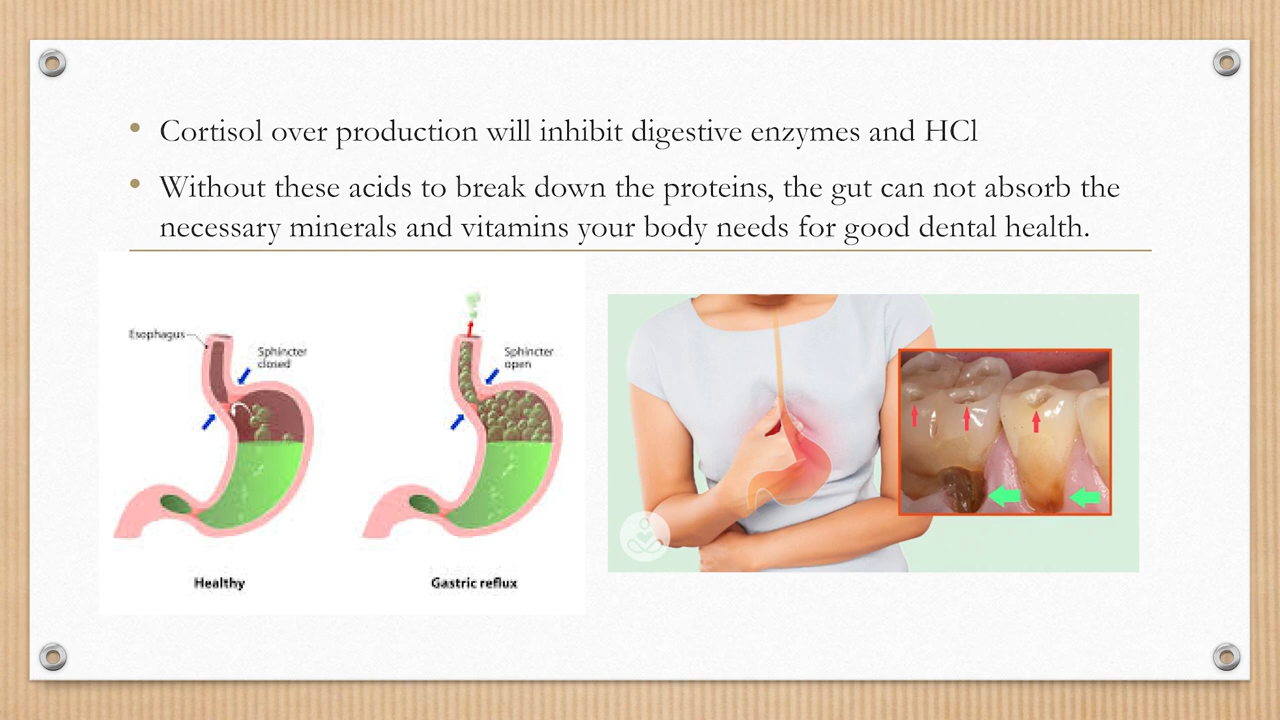 • Cortisol over production will inhibit digestive enzymes and HCl
• Without these acids to break down the proteins, the gut can not absorb the
necessary minerals and vitamins your body needs for good dental health.
Esophagus
Sphincter
closed
Sphincter
open
Healthy
Gastric reflux